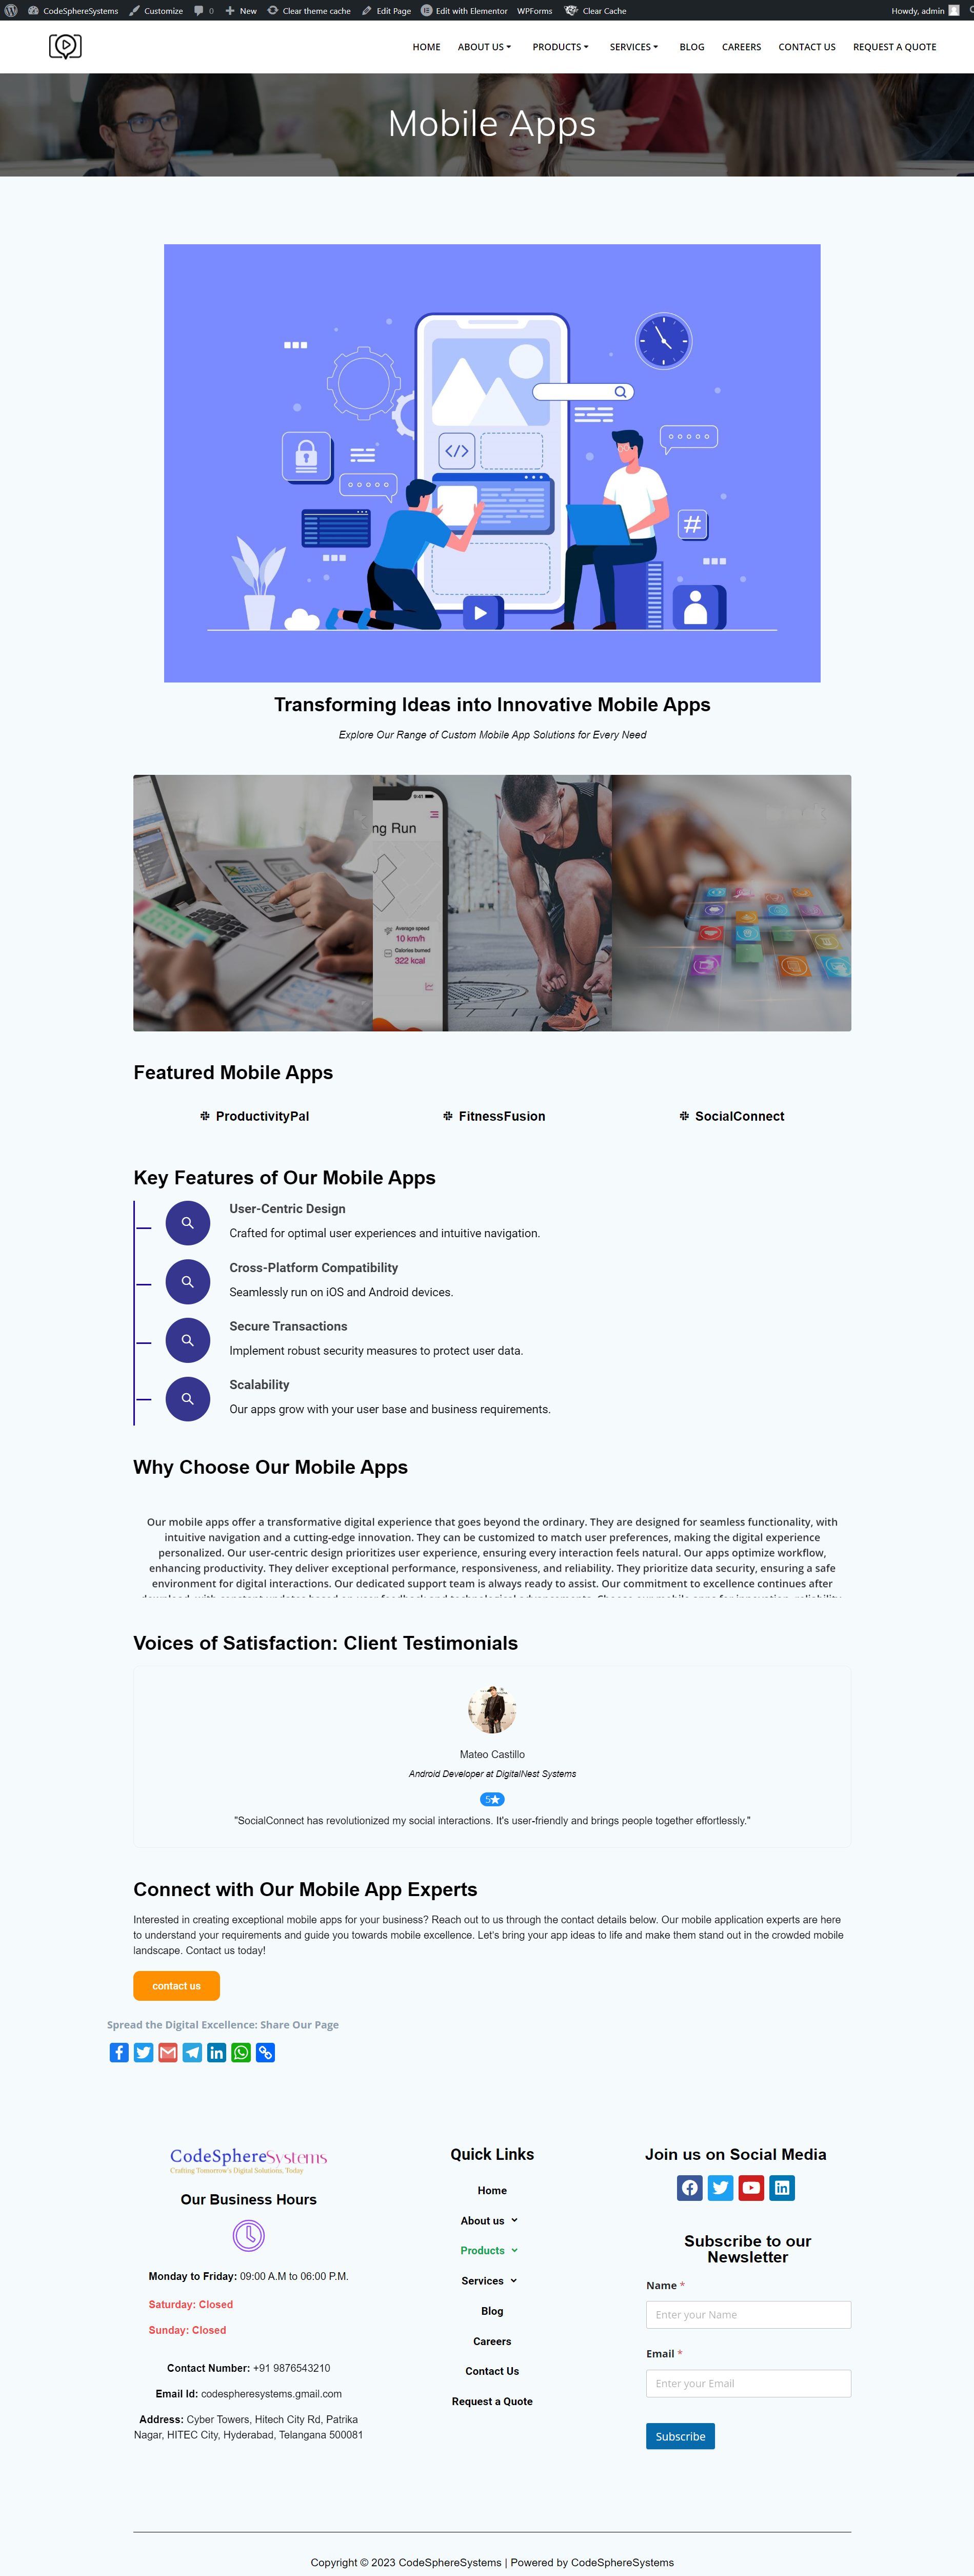 CodeSphereSystems Customize 0 New Clear theme cache Edit Page Edit with Elementor WPForms Clear Cache Howdy, admin
HOME ABOUT US PRODUCTS SERVICES BLOG CAREERS CONTACT US REQUEST A QUOTE
Mobile Apps
</>
#
Transforming Ideas into Innovative Mobile Apps
Explore Our Range of Custom Mobile App Solutions for Every Need
9:41
ng Run
Average speed
10 km/h
Calories burned
322 kcal
Featured Mobile Apps
ProductivityPal FitnessFusion SocialConnect
Key Features of Our Mobile Apps
User-Centric Design
Crafted for optimal user experiences and intuitive navigation.
Cross-Platform Compatibility
Seamlessly run on iOS and Android devices.
Secure Transactions
Implement robust security measures to protect user data.
Scalability
Our apps grow with your user base and business requirements.
Why Choose Our Mobile Apps
Our mobile apps offer a transformative digital experience that goes beyond the ordinary. They are designed for seamless functionality, with
intuitive navigation and a cutting-edge innovation. They can be customized to match user preferences, making the digital experience
personalized. Our user-centric design prioritizes user experience, ensuring every interaction feels natural. Our apps optimize workflow,
enhancing productivity. They deliver exceptional performance, responsiveness, and reliability. They prioritize data security, ensuring a safe
environment for digital interactions. Our dedicated support team is always ready to assist. Our commitment to excellence continues after
download, with constant updates based on user feedback and technological advancements. Choose our mobile apps for innovation, reliability,
Voices of Satisfaction: Client Testimonials
Mateo Castillo
Android Developer at DigitalNest Systems
5★
"SocialConnect has revolutionized my social interactions. It's user-friendly and brings people together effortlessly."
Connect with Our Mobile App Experts
Interested in creating exceptional mobile apps for your business? Reach out to us through the contact details below. Our mobile application experts are here
to understand your requirements and guide you towards mobile excellence. Let's bring your app ideas to life and make them stand out in the crowded mobile
landscape. Contact us today!
contact us
Spread the Digital Excellence: Share Our Page
CodeSphereSystems
Crafting Tomorrow's Digital Solutions, Today
Our Business Hours
Monday to Friday: 09:00 A.M to 06:00 P.M.
Saturday: Closed
Sunday: Closed
Contact Number: +91 9876543210
Email Id: codespheresystems.gmail.com
Address: Cyber Towers, Hitech City Rd, Patrika
Nagar, HITEC City, Hyderabad, Telangana 500081
Quick Links
Home
About us
Products
Services
Blog
Careers
Contact Us
Request a Quote
Join us on Social Media
Subscribe to our
Newsletter
Name *
Enter your Name
Email *
Enter your Email
Subscribe
Copyright © 2023 CodeSphereSystems | Powered by CodeSphereSystems